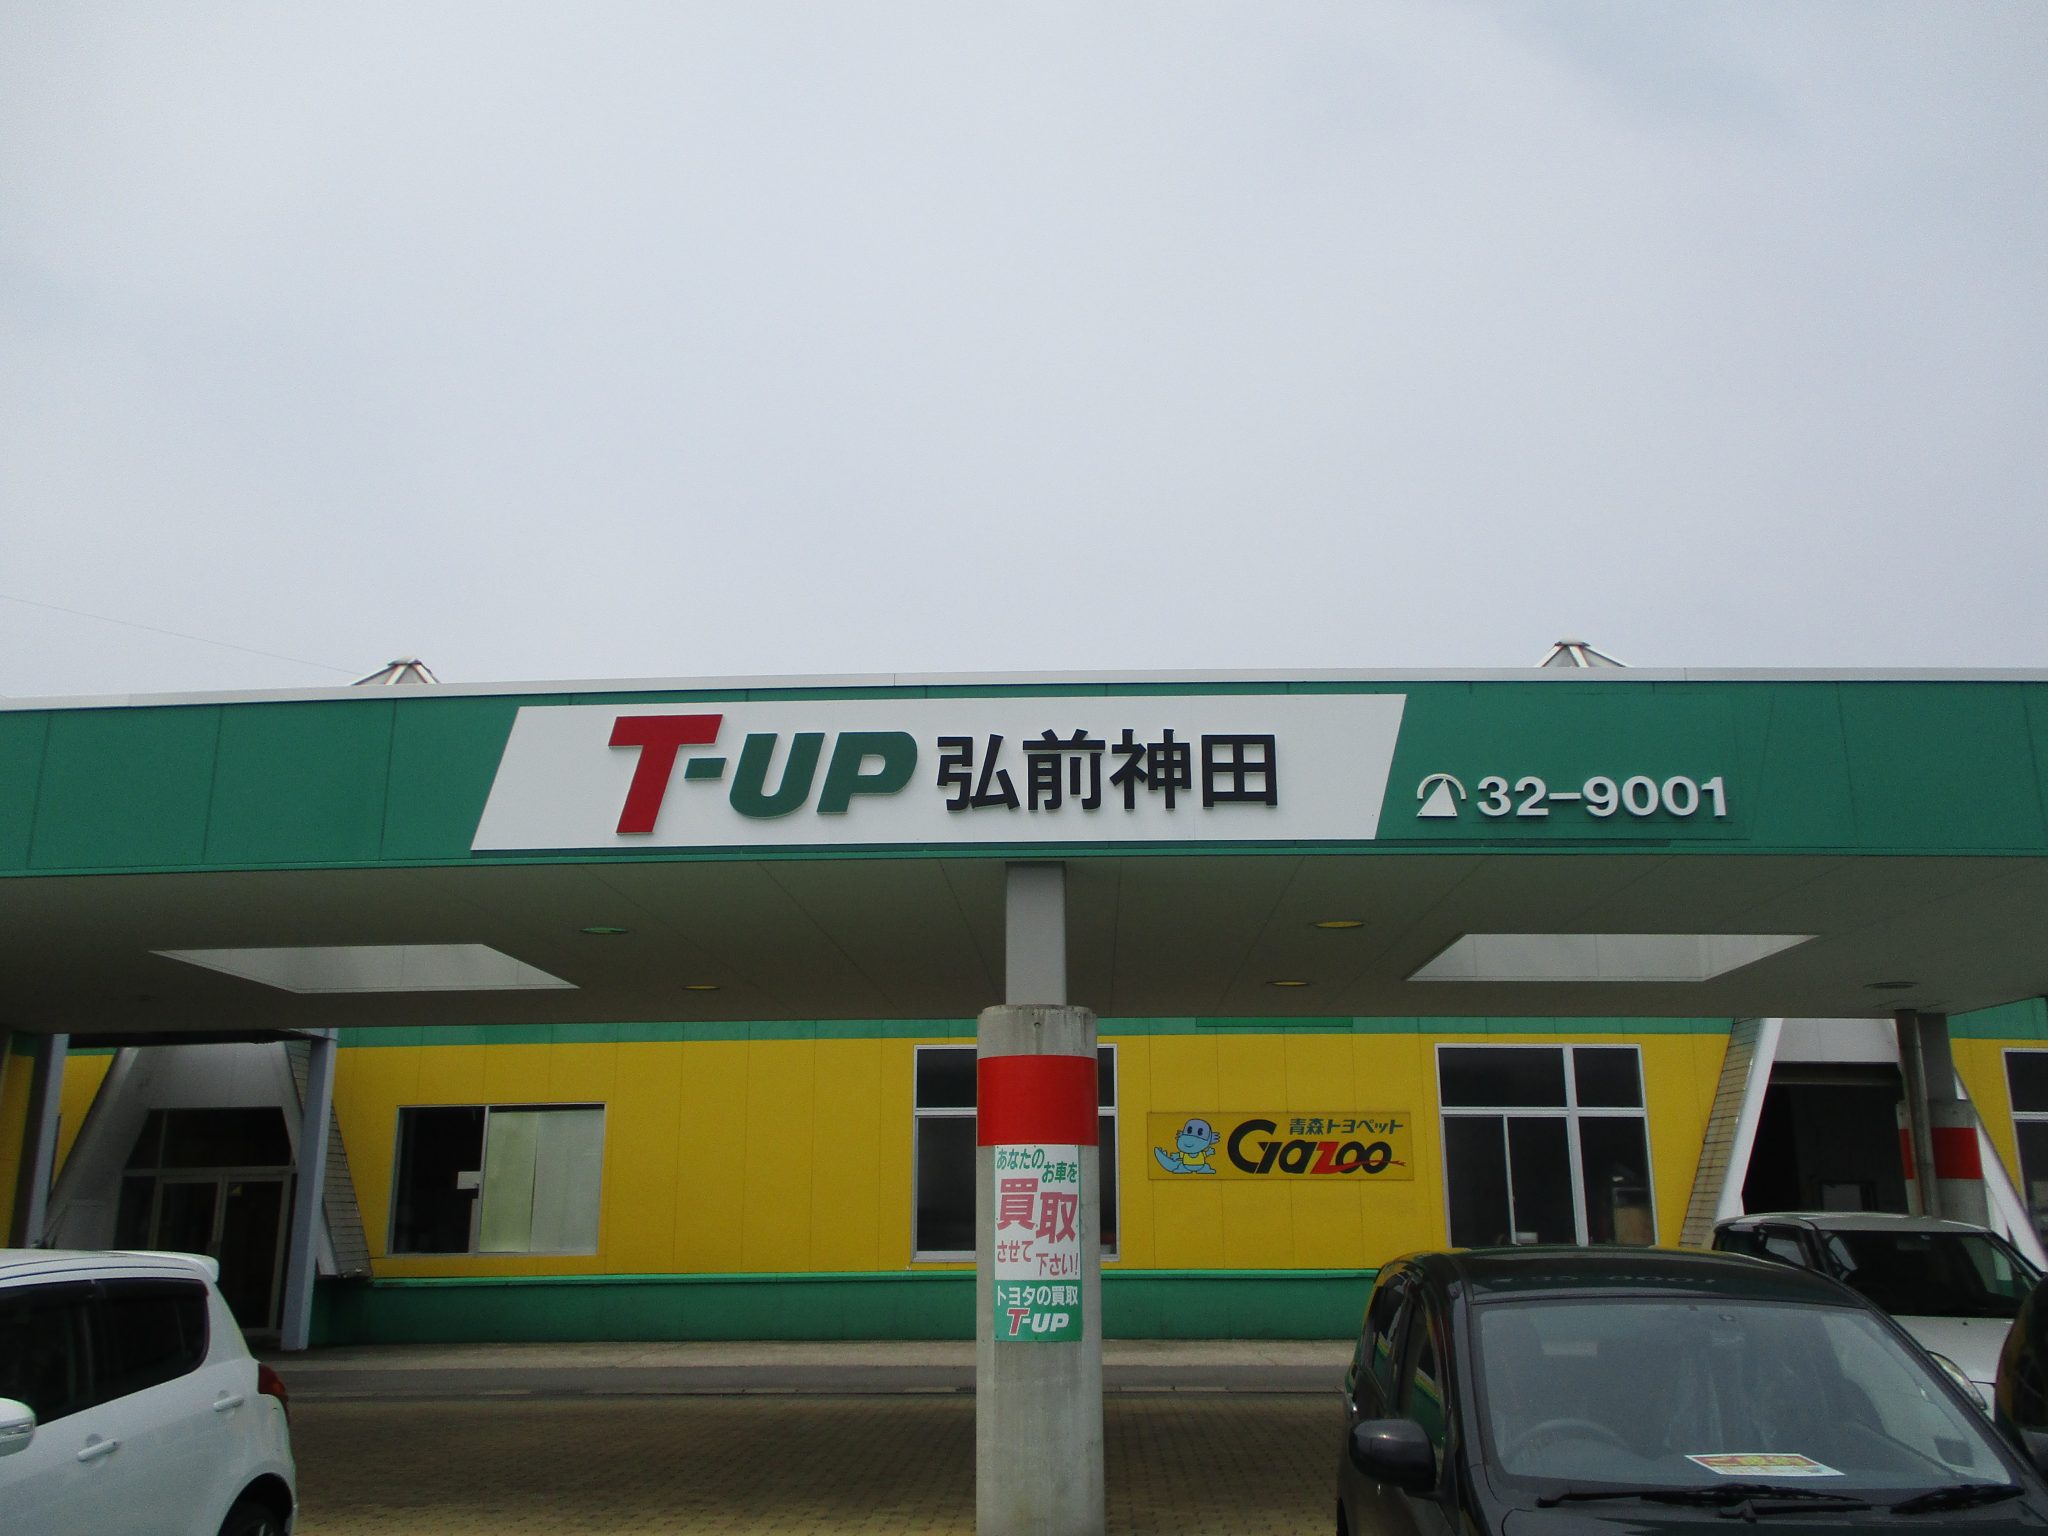 T-UP 弘前神田
32-9001
青森トヨペット
Gazoo
あなたのお車を
買取
させて下さい!
トヨタの買取
T-UP